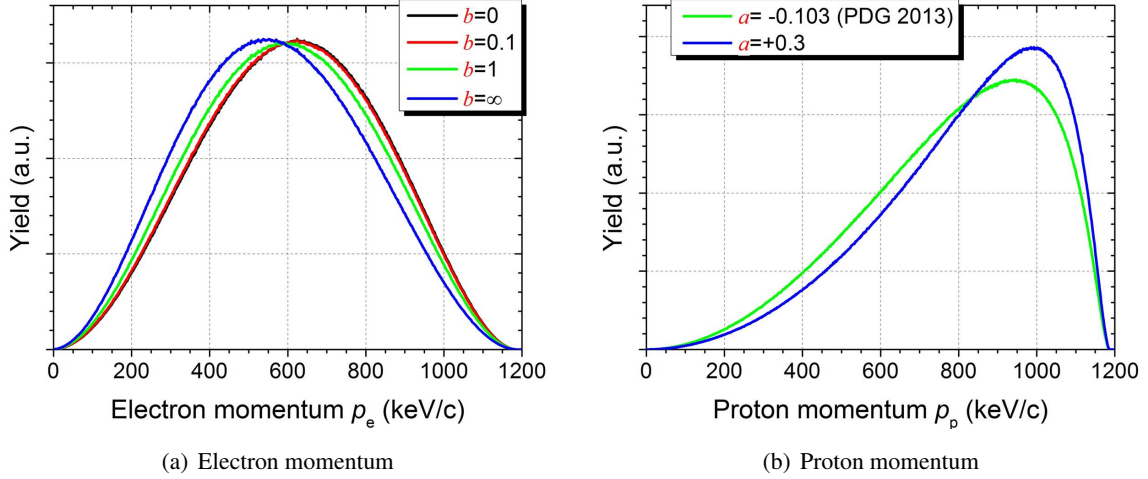 b=0
b=0.1
b=1
b=∞
Yield (a.u.)
0 200 400 600 800 1000 1200
Electron momentum pe (keV/c)
(a) Electron momentum
a= -0.103 (PDG 2013)
a=+0.3
Yield (a.u.)
0 200 400 600 800 1000 1200
Proton momentum pp (keV/c)
(b) Proton momentum